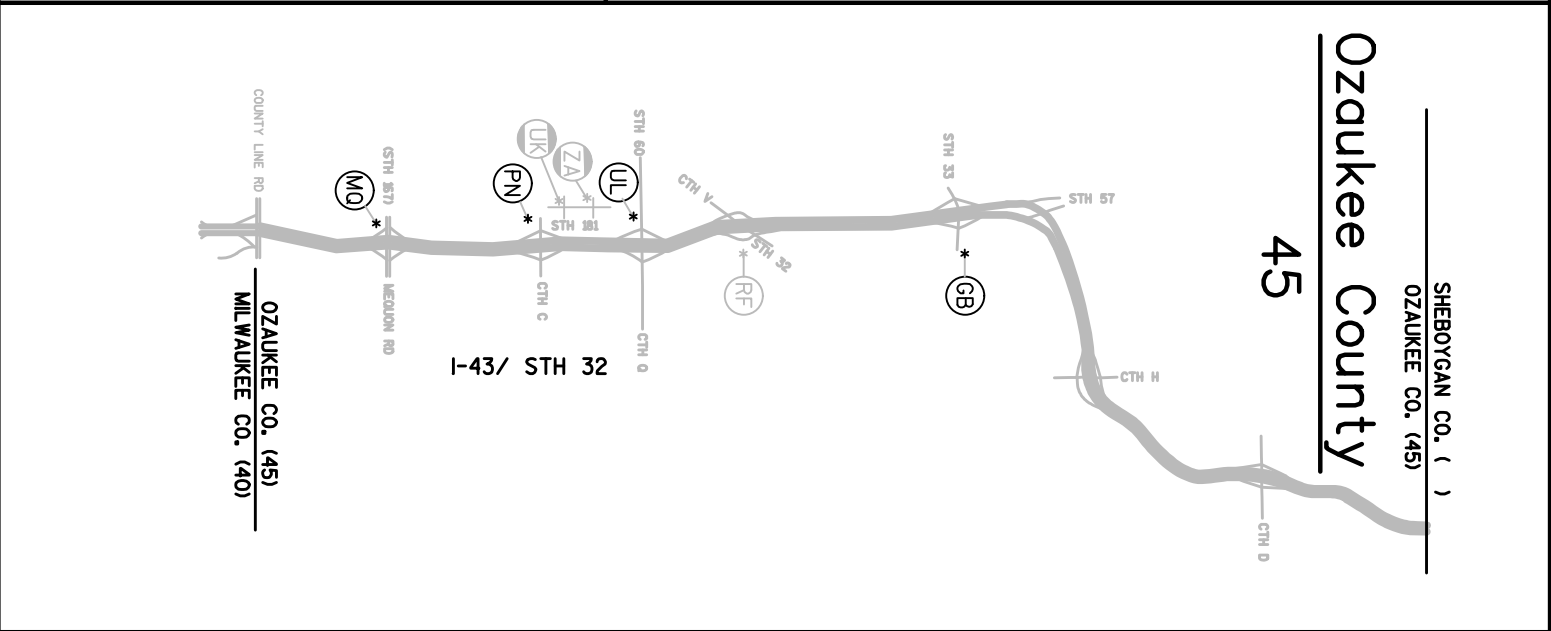 Ozaukee County
45
SHEBOYGAN CO. ( )
OZAUKEE CO. (45)
COUNTY LINE RD
(STH 167)
MQ
PN
UK
ZA
UL
STH 60
STH 181
CTH V
STH 32
RF
STH 33
GB
STH 57
CTH H
CTH D
MEQUON RD
CTH C
CTH Q
I-43/ STH 32
OZAUKEE CO. (45)
MILWAUKEE CO. (40)